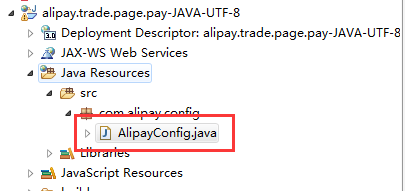 alipay.trade.page.pay-JAVA-UTF-8
Deployment Descriptor: alipay.trade.page.pay-JAVA-UTF-8
JAX-WS Web Services
Java Resources
src
com.alipay.config
AlipayConfig.java
Libraries
JavaScript Resources